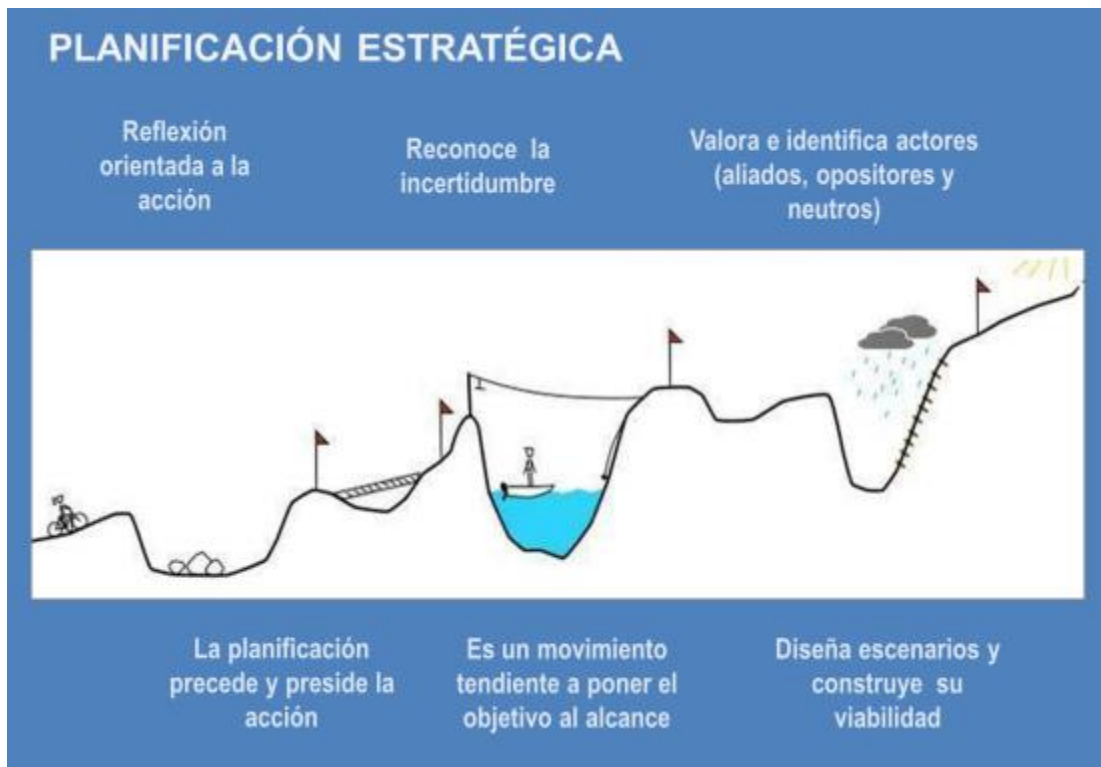 PLANIFICACIÓN ESTRATÉGICA
Reflexión
orientada a la
acción
Reconoce la
incertidumbre
Valora e identifica actores
(aliados, opositores y
neutros)
La planificación
precede y preside la
acción
Es un movimiento
tendiente a poner el
objetivo al alcance
Diseña escenarios y
construye su
viabilidad